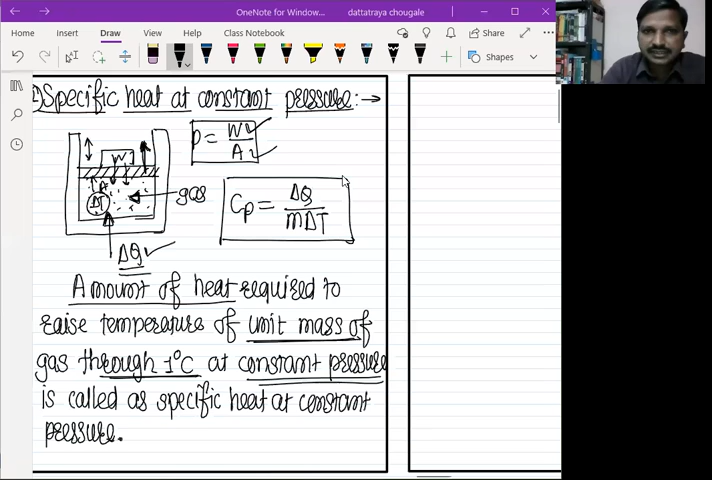 OneNote for Window...
dattatraya chougale
Home Insert Draw View Help Class Notebook Share
Shapes
2) Specific heat at constant pressure:→
W
P = W/A
A
ΔT
gas
Cp = ΔQ/mΔT
ΔQ
Amount of heat required to
raise temperature of unit mass of
gas through 1°C at constant pressure
is called as specific heat at constant
pressure.